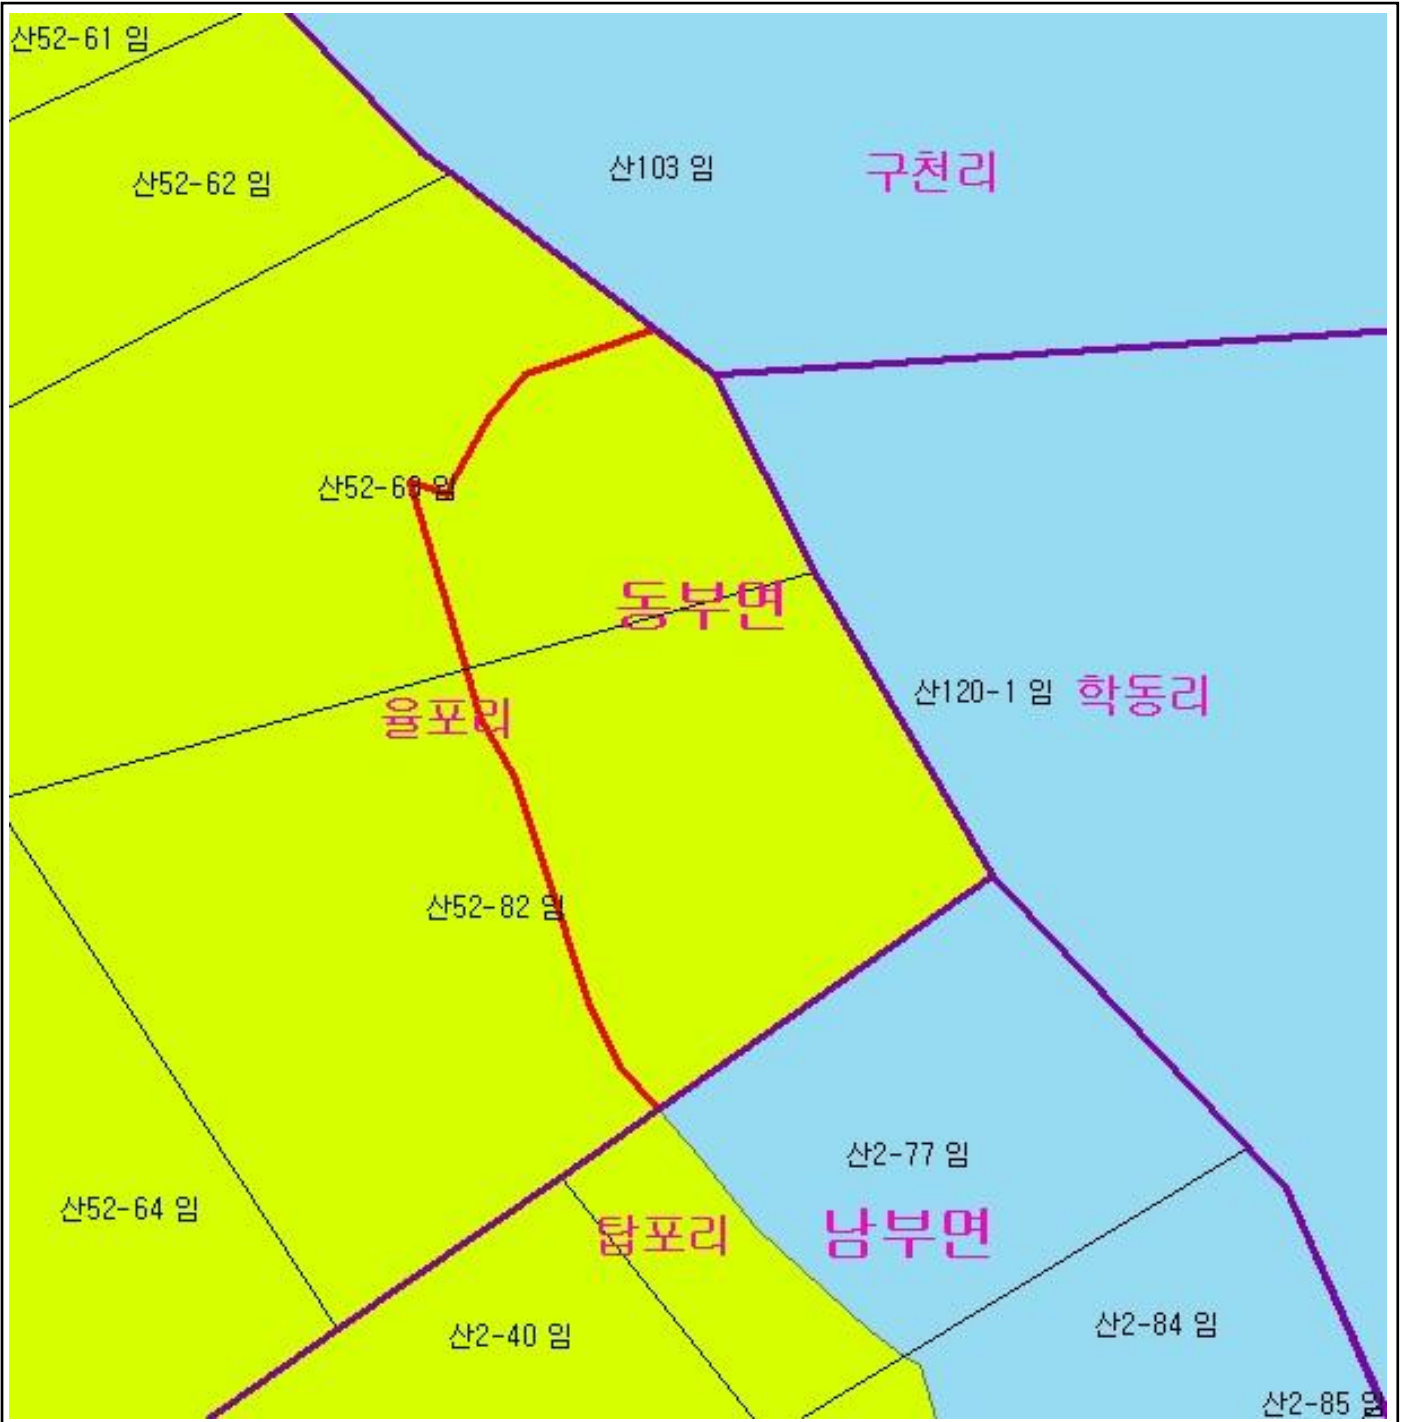 산52-61 임
산103 임
구천리
산52-62 임
산52-63 임
동부면
산120-1 임
학동리
율포리
산52-82 임
산2-77 임
산52-64 임
탑포리
남부면
산2-84 임
산2-40 임
산2-85 임